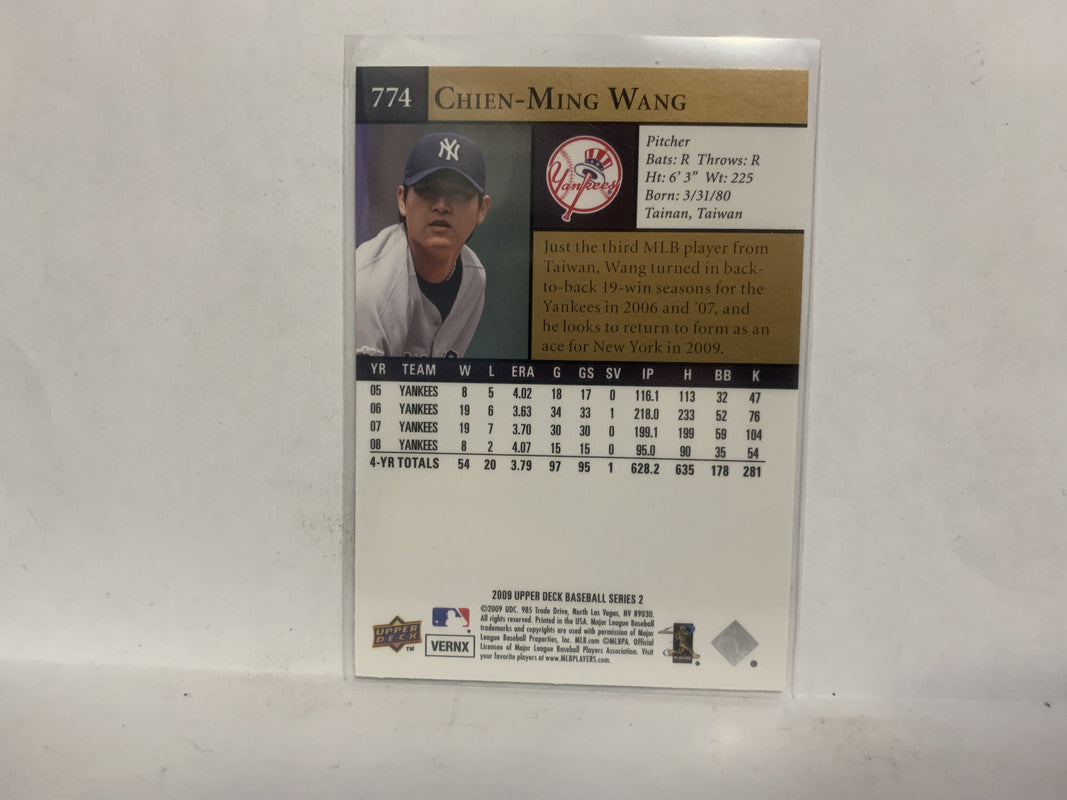 774 CHIEN-MING WANG
NY
Yankees
Pitcher
Bats: R Throws: R
Ht: 6' 3" Wt: 225
Born: 3/31/80
Tainan, Taiwan
Just the third MLB player from
Taiwan, Wang turned in back-
to-back 19-win seasons for the
Yankees in 2006 and '07, and
he looks to return to form as an
ace for New York in 2009.
YR TEAM W L ERA G GS SV IP H BB K
05 YANKEES 8 5 4.02 18 17 0 116.1 113 32 47
06 YANKEES 19 6 3.63 34 33 1 218.0 233 52 76
07 YANKEES 19 7 3.70 30 30 0 199.1 199 59 104
08 YANKEES 8 2 4.07 15 15 0 95.0 90 35 54
4-YR TOTALS 54 20 3.79 97 95 1 628.2 635 178 281
2009 UPPER DECK BASEBALL SERIES 2
©2009 UDC. 985 Trade Drive, North Las Vegas, NV 89030.
All rights reserved. Printed in the USA. Major League Baseball
trademarks and copyrights are used with permission of Major
League Baseball Properties, Inc. MLB.com ©MLBPA. Official
Licensee of Major League Baseball Players Association. Visit
your favorite players at www.MLBPLAYERS.com
UPPER
DECK
TM
VERNX
PLAYERS
®
®